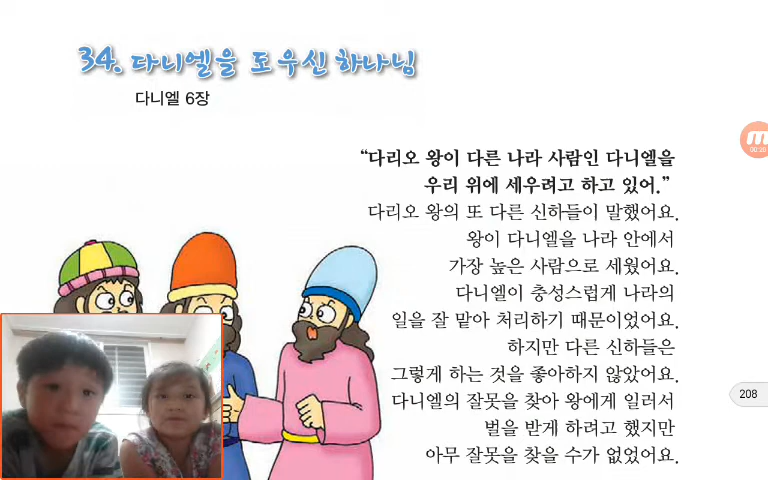 34. 다니엘을 도우신 하나님
다니엘 6장
“다리오 왕이 다른 나라 사람인 다니엘을
우리 위에 세우려고 하고 있어.”
다리오 왕의 또 다른 신하들이 말했어요.
왕이 다니엘을 나라 안에서
가장 높은 사람으로 세웠어요.
다니엘이 충성스럽게 나라의
일을 잘 맡아 처리하기 때문이었어요.
하지만 다른 신하들은
그렇게 하는 것을 좋아하지 않았어요.
다니엘의 잘못을 찾아 왕에게 일러서
벌을 받게 하려고 했지만
아무 잘못을 찾을 수가 없었어요.
m
00:26
208